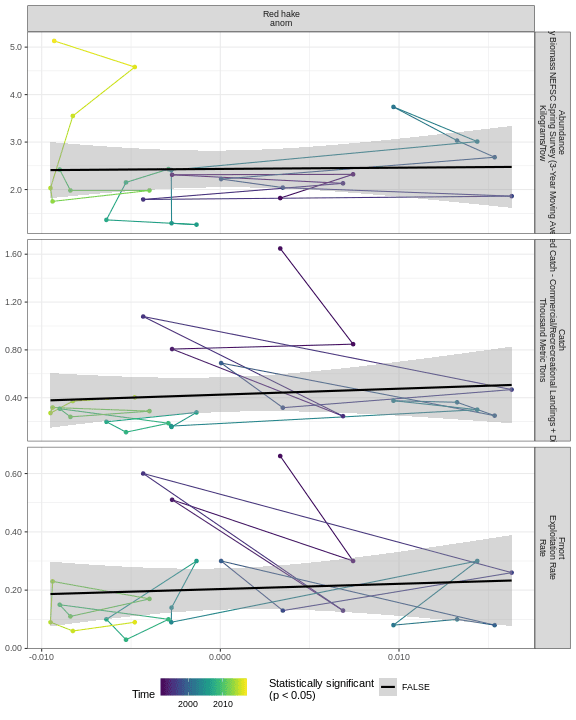 Red hake
anom
5.0
4.0
3.0
2.0
Abundance
y Biomass NEFSC Spring Survey (3-Year Moving Ave
Kilograms/Tow
1.60
1.20
0.80
0.40
Catch
ed Catch - Commercial/Recreational Landings + D
Thousand Metric Tons
0.60
0.40
0.20
0.00
Fmort
Exploitation Rate
Rate
-0.010
0.000
0.010
Time
2000
2010
Statistically significant
(p < 0.05)
FALSE